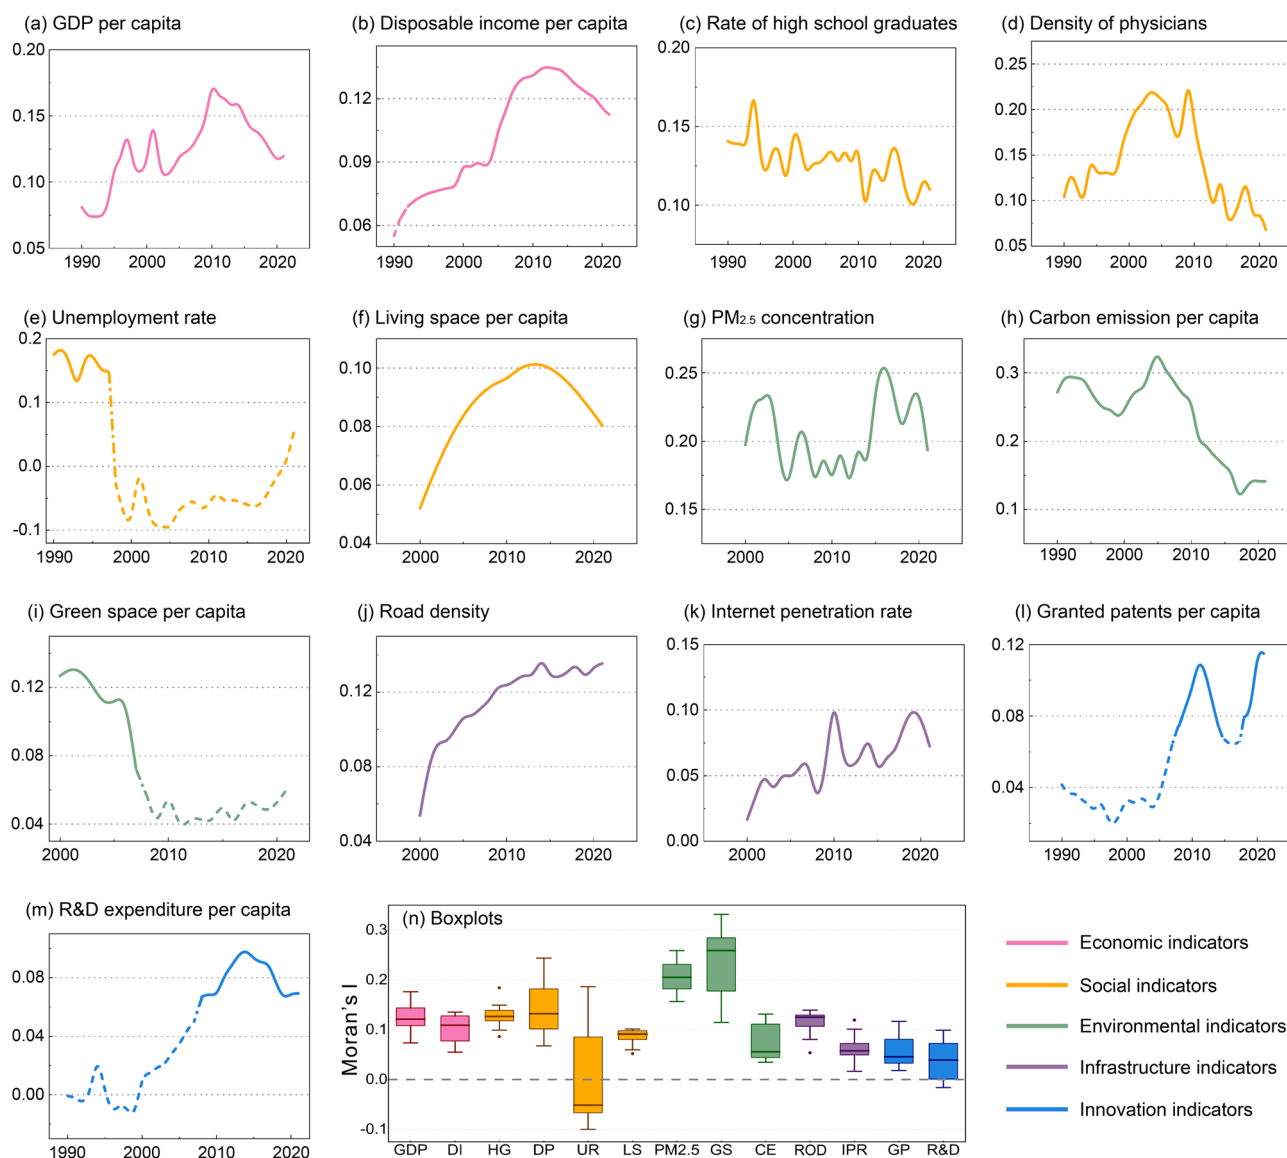 (a) GDP per capita
0.20
0.15
0.10
0.05
1990 2000 2010 2020
(b) Disposable income per capita
0.12
0.09
0.06
1990 2000 2010 2020
(c) Rate of high school graduates
0.20
0.15
0.10
1990 2000 2010 2020
(d) Density of physicians
0.25
0.20
0.15
0.10
0.05
1990 2000 2010 2020
(e) Unemployment rate
0.2
0.1
0.0
-0.1
1990 2000 2010 2020
(f) Living space per capita
0.10
0.08
0.06
0.04
2000 2010 2020
(g) PM2.5 concentration
0.25
0.20
0.15
2000 2010 2020
(h) Carbon emission per capita
0.3
0.2
0.1
1990 2000 2010 2020
(i) Green space per capita
0.12
0.08
0.04
2000 2010 2020
(j) Road density
0.12
0.08
0.04
2000 2010 2020
(k) Internet penetration rate
0.15
0.10
0.05
0.00
2000 2010 2020
(l) Granted patents per capita
0.12
0.08
0.04
1990 2000 2010 2020
(m) R&D expenditure per capita
0.08
0.04
0.00
1990 2000 2010 2020
(n) Boxplots
Moran's I
0.3
0.2
0.1
0.0
-0.1
GDP DI HG DP UR LS PM2.5 GS CE ROD IPR GP R&D
Economic indicators
Social indicators
Environmental indicators
Infrastructure indicators
Innovation indicators